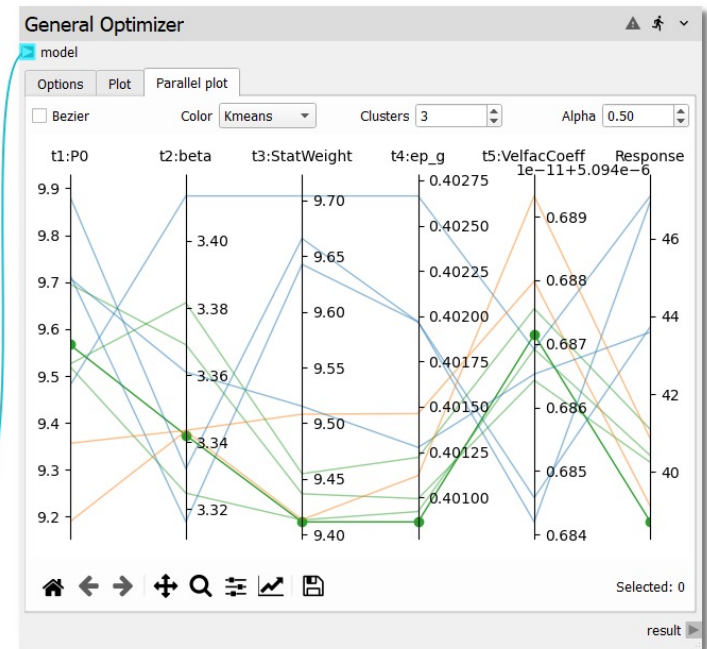 General Optimizer
model
Options Plot Parallel plot
Bezier Color Kmeans Clusters 3 Alpha 0.50
t1:P0 t2:beta t3:StatWeight t4:ep_g t5:VelfacCoeff Response
1e-11+5.094e-6
9.9 0.40275
9.70
0.689
9.8 3.40 0.40250 46
9.65
0.40225
9.7 0.688
9.60
3.38 0.40200 44
9.6
0.687
9.55 0.40175
9.5 3.36
42
9.50 0.40150 0.686
9.4
3.34
0.40125
9.3 9.45 0.685 40
0.40100
9.2 3.32
9.40 0.684
Selected: 0
result